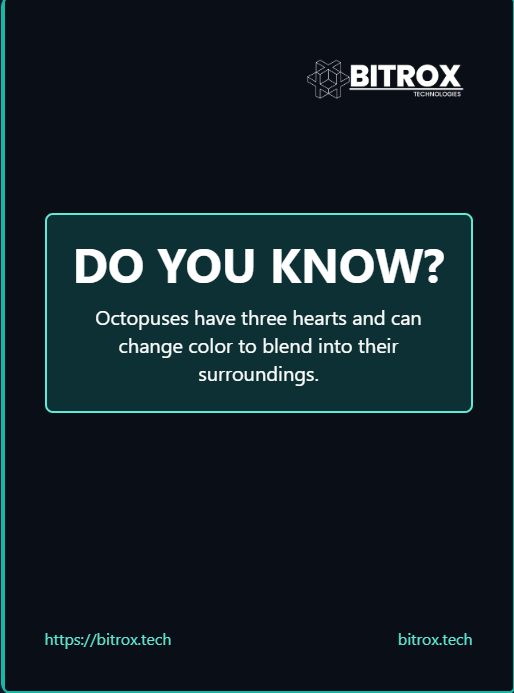 BITROX
TECHNOLOGIES
DO YOU KNOW?
Octopuses have three hearts and can
change color to blend into their
surroundings.
https://bitrox.tech
bitrox.tech